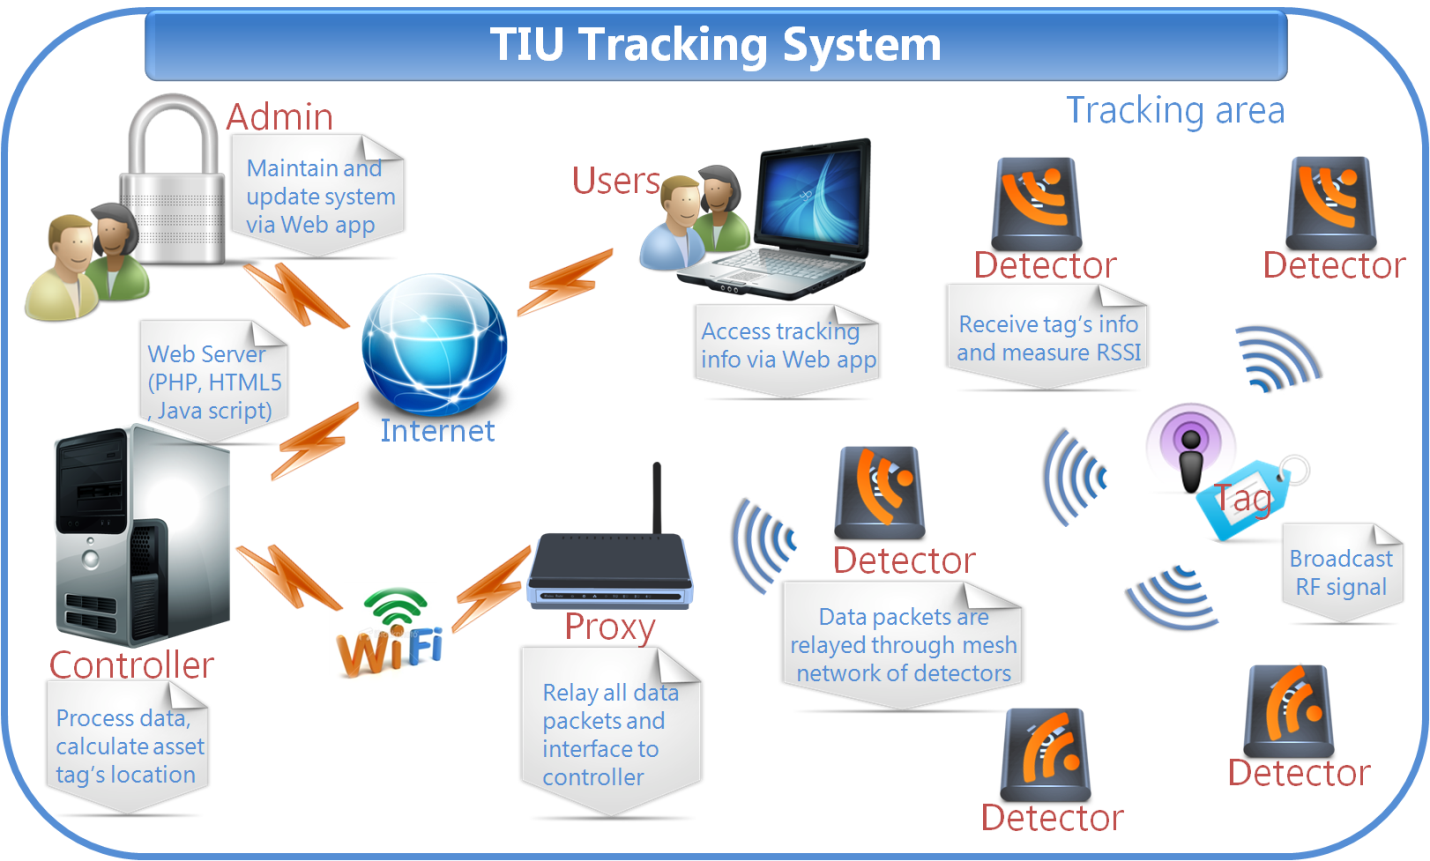 TIU Tracking System
Admin
Maintain and
update system
via Web app
Users
Access tracking
info via Web app
Tracking area
Detector
Detector
Receive tag's info
and measure RSSI
Web Server
(PHP, HTML5
, Java script)
Internet
Tag
Broadcast
RF signal
Detector
Data packets are
relayed through mesh
network of detectors
Controller
Process data,
calculate asset
tag's location
WiFi
Proxy
Relay all data
packets and
interface to
controller
Detector
Detector